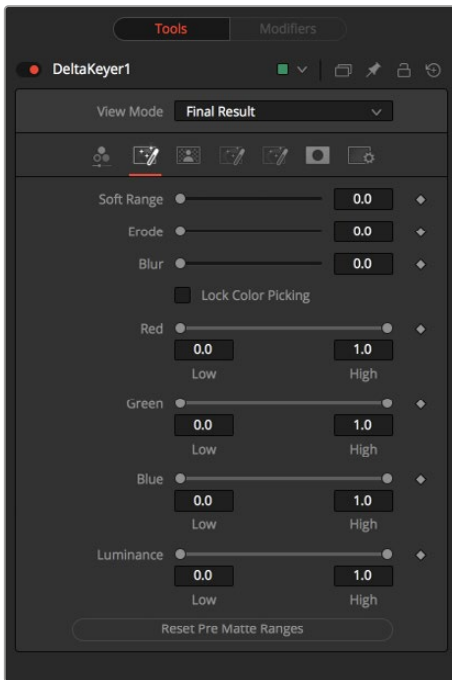 Tools Modifiers
DeltaKeyer1
View Mode Final Result
Soft Range 0.0
Erode 0.0
Blur 0.0
Lock Color Picking
Red
0.0 1.0
Low High
Green
0.0 1.0
Low High
Blue
0.0 1.0
Low High
Luminance
0.0 1.0
Low High
Reset Pre Matte Ranges